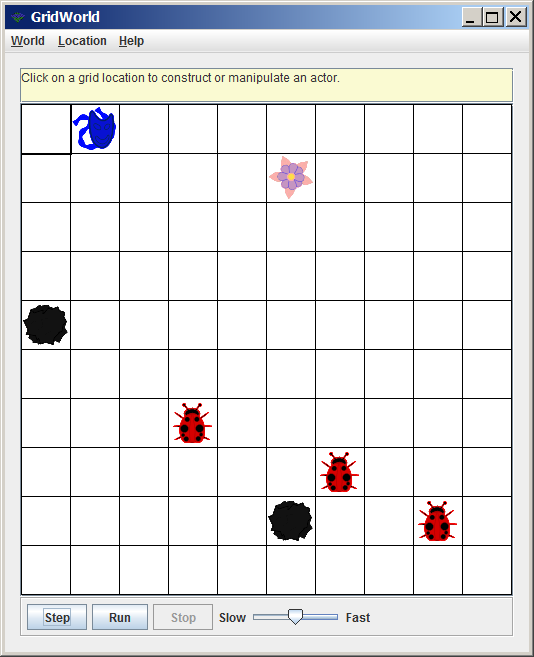 GridWorld
World Location Help
Click on a grid location to construct or manipulate an actor.
Step Run Stop Slow Fast